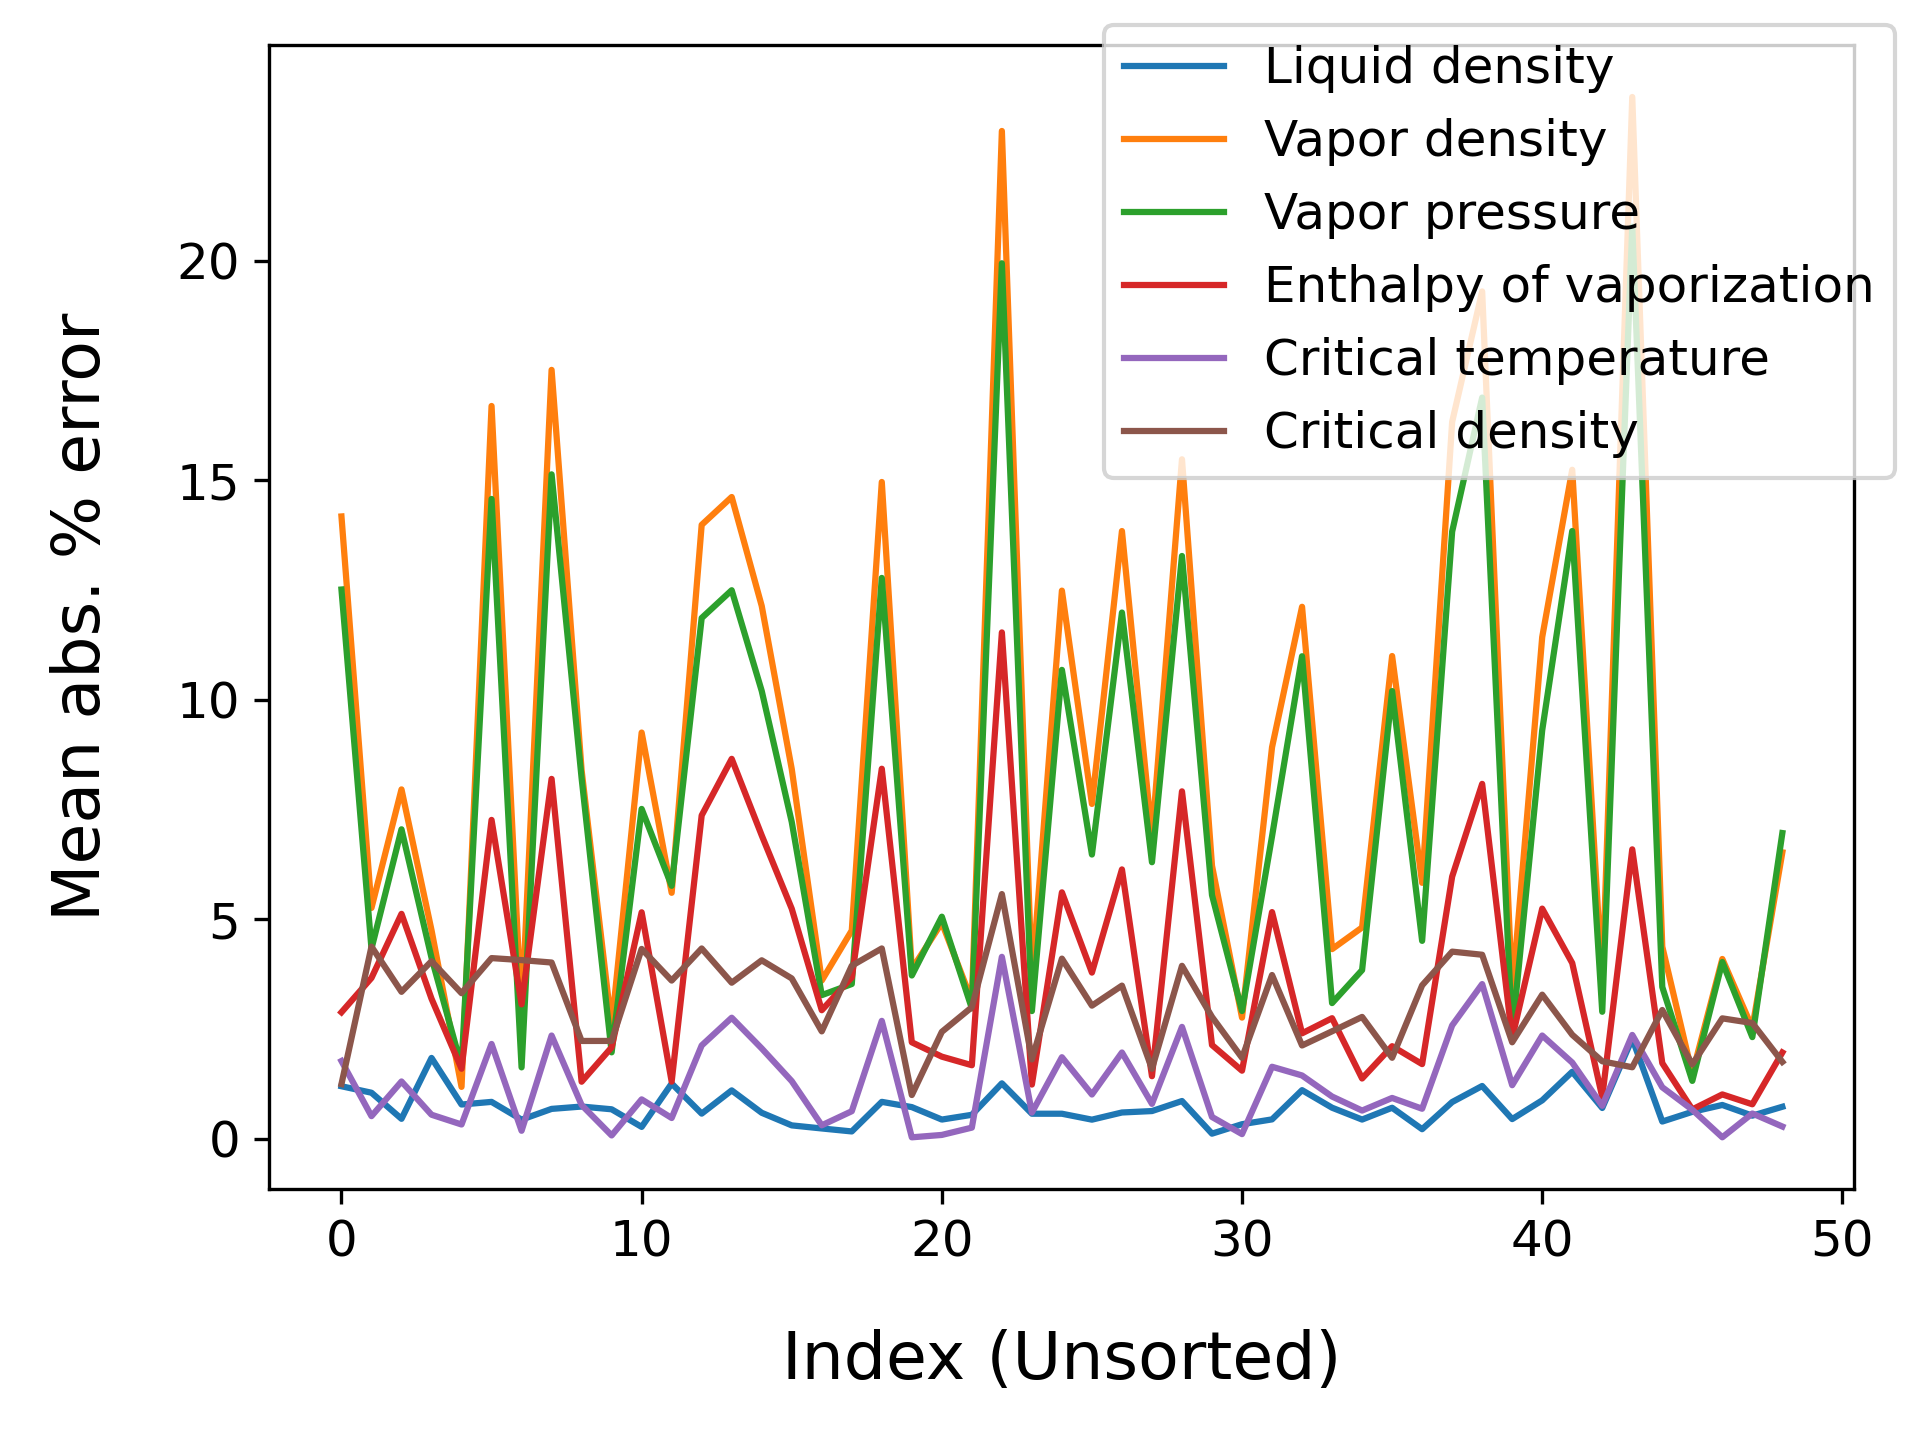 Liquid density
Vapor density
Vapor pressure
Enthalpy of vaporization
Critical temperature
Critical density
Mean abs. % error
20
15
10
5
0
0 10 20 30 40 50
Index (Unsorted)